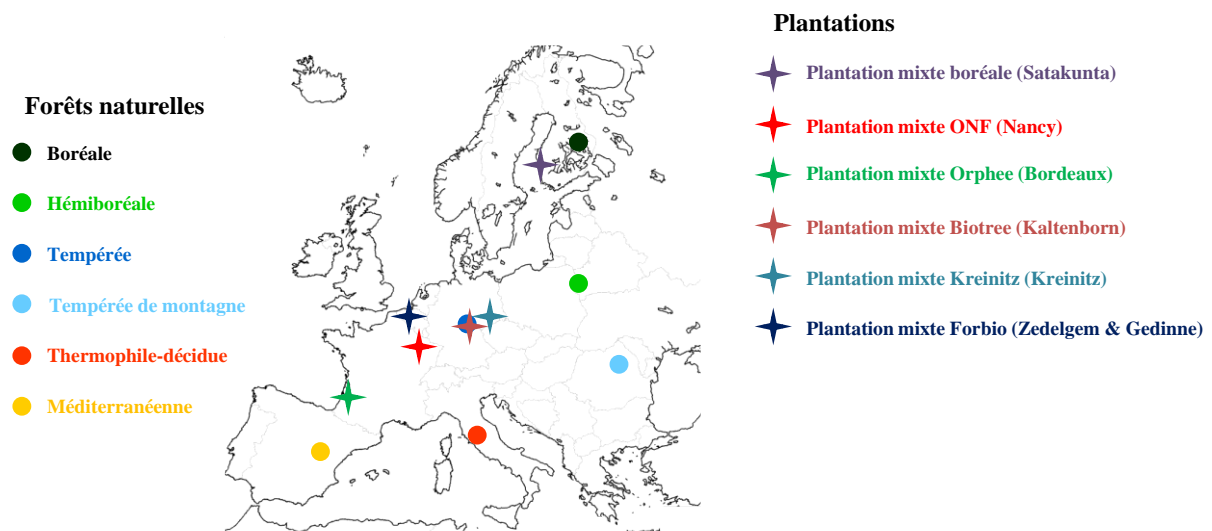 Forêts naturelles
Boréale
Hémiboréale
Tempérée
Tempérée de montagne
Thermophile-décidue
Méditerranéenne
Plantations
Plantation mixte boréale (Satakunta)
Plantation mixte ONF (Nancy)
Plantation mixte Orphee (Bordeaux)
Plantation mixte Biotree (Kaltenborn)
Plantation mixte Kreinitz (Kreinitz)
Plantation mixte Forbio (Zedelgem & Gedinne)